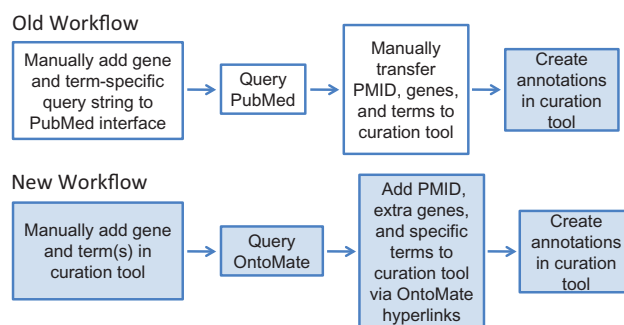 Old Workflow
Manually add gene
and term-specific
query string to
PubMed interface
Query
PubMed
Manually
transfer
PMID, genes,
and terms to
curation tool
Create
annotations
in curation
tool
New Workflow
Manually add gene
and term(s) in
curation tool
Query
OntoMate
Add PMID,
extra genes,
and specific
terms to
curation tool
via OntoMate
hyperlinks
Create
annotations
in curation
tool